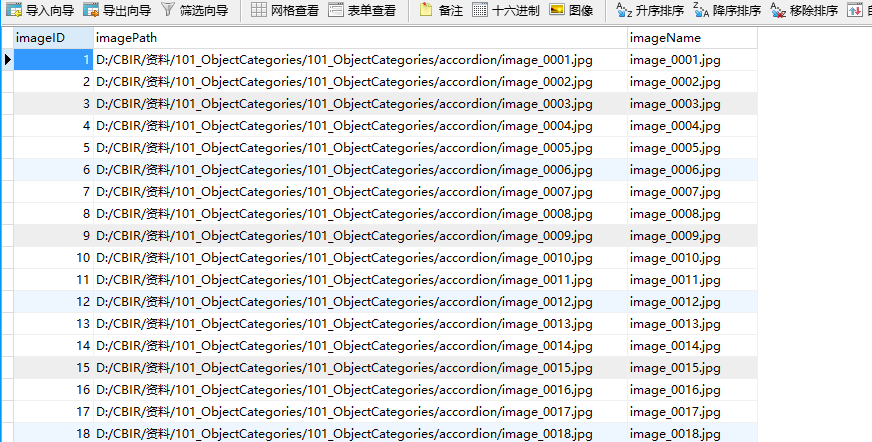 导入向导 导出向导 筛选向导 网格查看 表单查看 备注 十六进制 图像 升序排序 降序排序 移除排序
imageID imagePath imageName
1 D:/CBIR/资料/101_ObjectCategories/101_ObjectCategories/accordion/image_0001.jpg image_0001.jpg
2 D:/CBIR/资料/101_ObjectCategories/101_ObjectCategories/accordion/image_0002.jpg image_0002.jpg
3 D:/CBIR/资料/101_ObjectCategories/101_ObjectCategories/accordion/image_0003.jpg image_0003.jpg
4 D:/CBIR/资料/101_ObjectCategories/101_ObjectCategories/accordion/image_0004.jpg image_0004.jpg
5 D:/CBIR/资料/101_ObjectCategories/101_ObjectCategories/accordion/image_0005.jpg image_0005.jpg
6 D:/CBIR/资料/101_ObjectCategories/101_ObjectCategories/accordion/image_0006.jpg image_0006.jpg
7 D:/CBIR/资料/101_ObjectCategories/101_ObjectCategories/accordion/image_0007.jpg image_0007.jpg
8 D:/CBIR/资料/101_ObjectCategories/101_ObjectCategories/accordion/image_0008.jpg image_0008.jpg
9 D:/CBIR/资料/101_ObjectCategories/101_ObjectCategories/accordion/image_0009.jpg image_0009.jpg
10 D:/CBIR/资料/101_ObjectCategories/101_ObjectCategories/accordion/image_0010.jpg image_0010.jpg
11 D:/CBIR/资料/101_ObjectCategories/101_ObjectCategories/accordion/image_0011.jpg image_0011.jpg
12 D:/CBIR/资料/101_ObjectCategories/101_ObjectCategories/accordion/image_0012.jpg image_0012.jpg
13 D:/CBIR/资料/101_ObjectCategories/101_ObjectCategories/accordion/image_0013.jpg image_0013.jpg
14 D:/CBIR/资料/101_ObjectCategories/101_ObjectCategories/accordion/image_0014.jpg image_0014.jpg
15 D:/CBIR/资料/101_ObjectCategories/101_ObjectCategories/accordion/image_0015.jpg image_0015.jpg
16 D:/CBIR/资料/101_ObjectCategories/101_ObjectCategories/accordion/image_0016.jpg image_0016.jpg
17 D:/CBIR/资料/101_ObjectCategories/101_ObjectCategories/accordion/image_0017.jpg image_0017.jpg
18 D:/CBIR/资料/101_ObjectCategories/101_ObjectCategories/accordion/image_0018.jpg image_0018.jpg